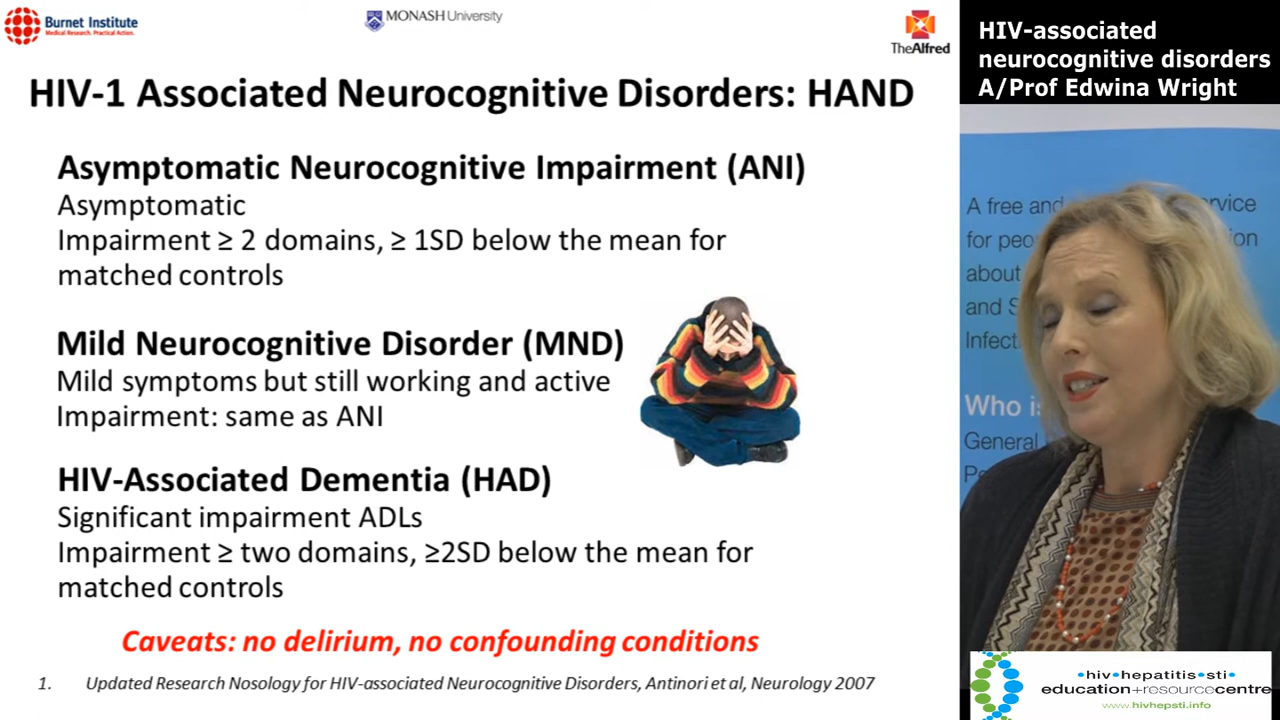 Burnet Institute
Medical Research. Practical Action.
MONASH University
TheAlfred
HIV-1 Associated Neurocognitive Disorders: HAND
Asymptomatic Neurocognitive Impairment (ANI)
Asymptomatic
Impairment ≥ 2 domains, ≥ 1SD below the mean for
matched controls
Mild Neurocognitive Disorder (MND)
Mild symptoms but still working and active
Impairment: same as ANI
HIV-Associated Dementia (HAD)
Significant impairment ADLs
Impairment ≥ two domains, ≥2SD below the mean for
matched controls
Caveats: no delirium, no confounding conditions
1. Updated Research Nosology for HIV-associated Neurocognitive Disorders, Antinori et al, Neurology 2007
HIV-associated
neurocognitive disorders
A/Prof Edwina Wright
A free and
for
about
and
Who
General
•hiv•hepatitis•sti•
education+resourcecentre
www.hivhepsti.info